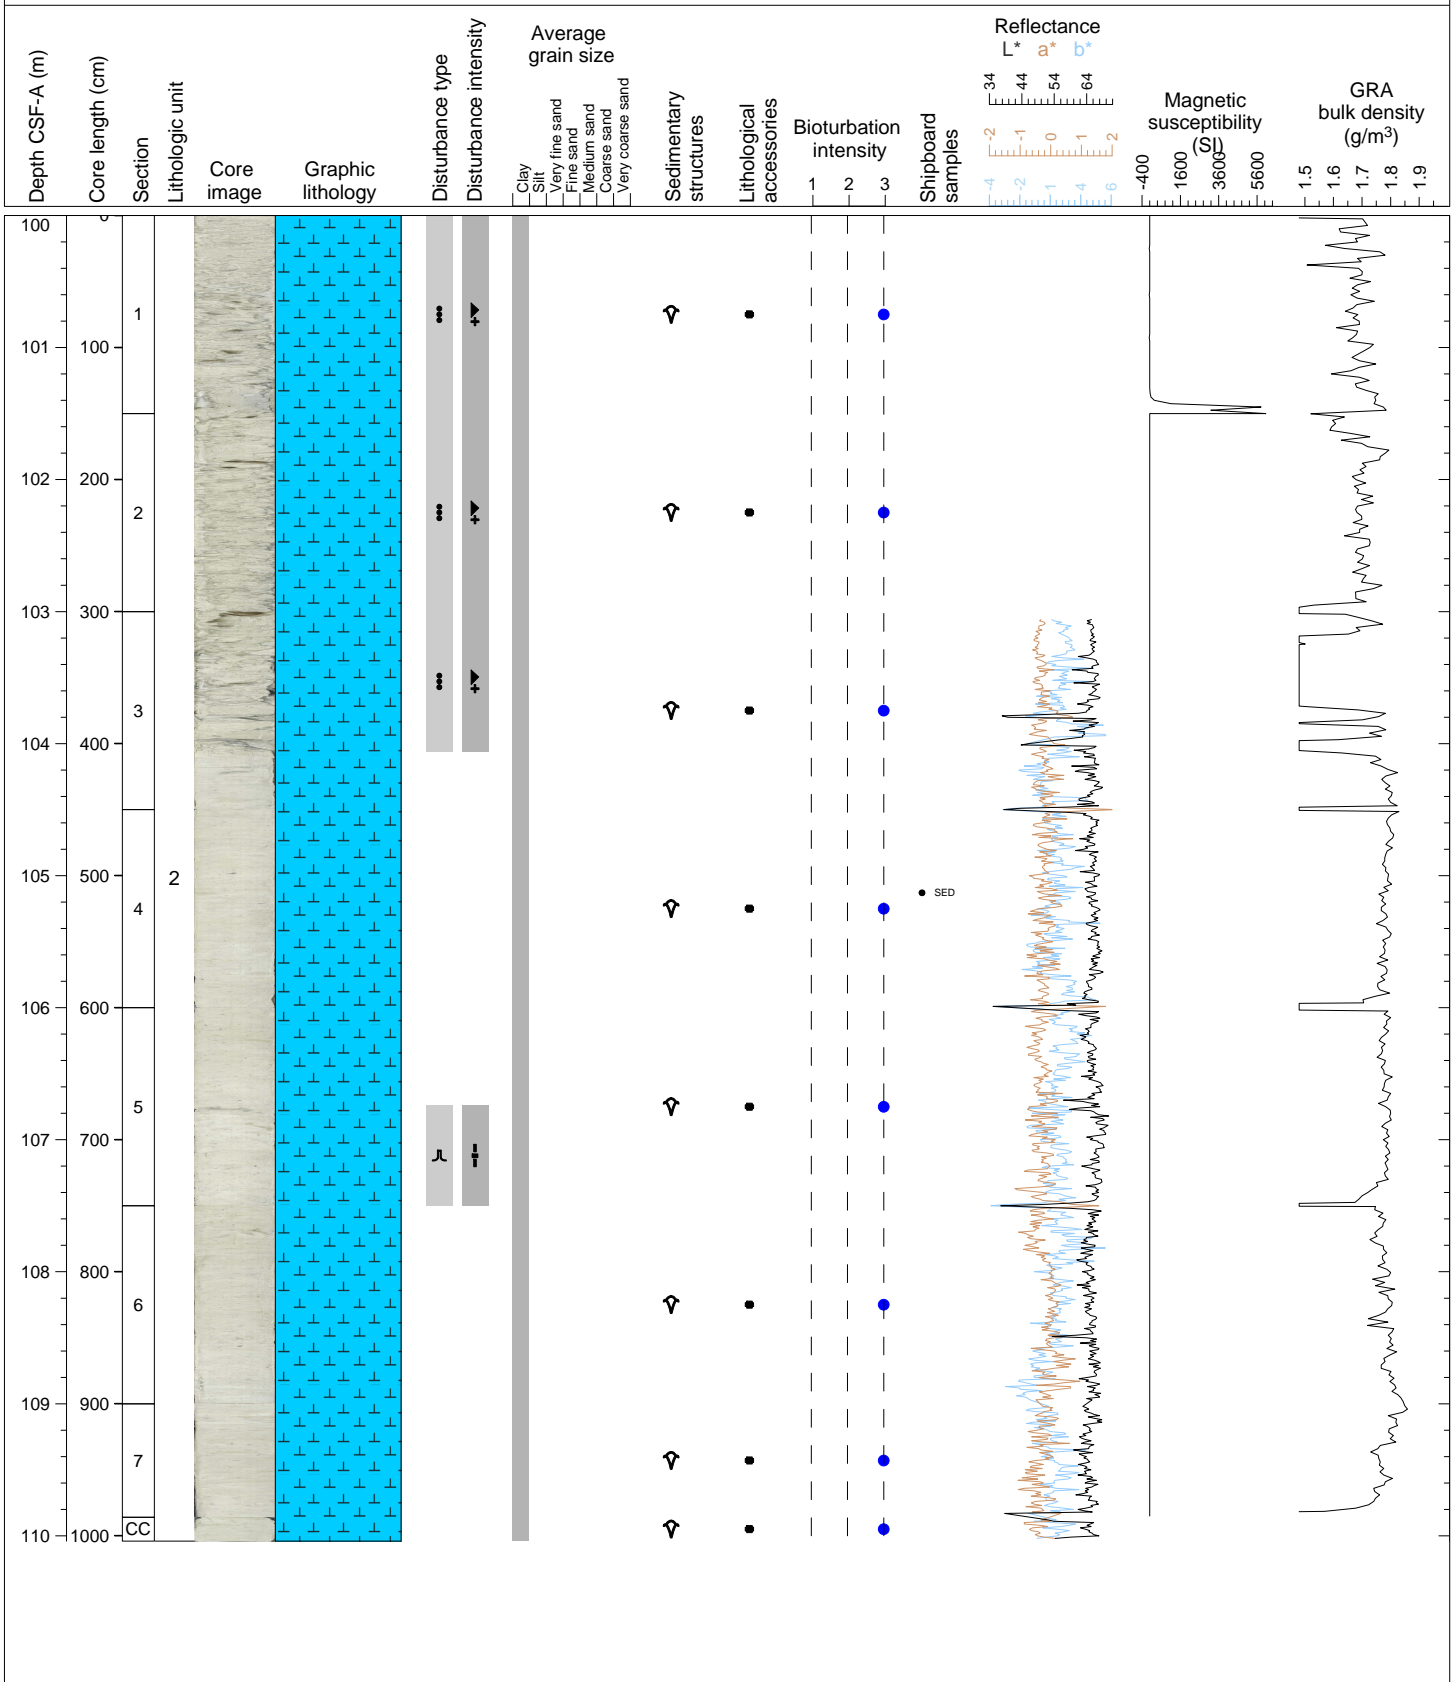 Depth CSF-A (m)
Core length (cm)
Section
Lithologic unit
Core
image
Graphic
lithology
Disturbance type
Disturbance intensity
Average
grain size
Clay
Silt
Very fine sand
Fine sand
Medium sand
Coarse sand
Very coarse sand
Sedimentary
structures
Lithological
accessories
Bioturbation
intensity
1 2 3
Shipboard
samples
Reflectance
L* a* b*
34 44 54 64
-2 -1 0 1 2
-4 -2 1 4 6
Magnetic
susceptibility
(SI)
-400 1600 3600 5600
GRA
bulk density
(g/m3)
1.5 1.6 1.7 1.8 1.9
100 0
1
101 100
102 200
2
103 300
3
104 400
105 500
2
SED
4
106 600
5
107 700
108 800
6
109 900
7
CC
110 1000